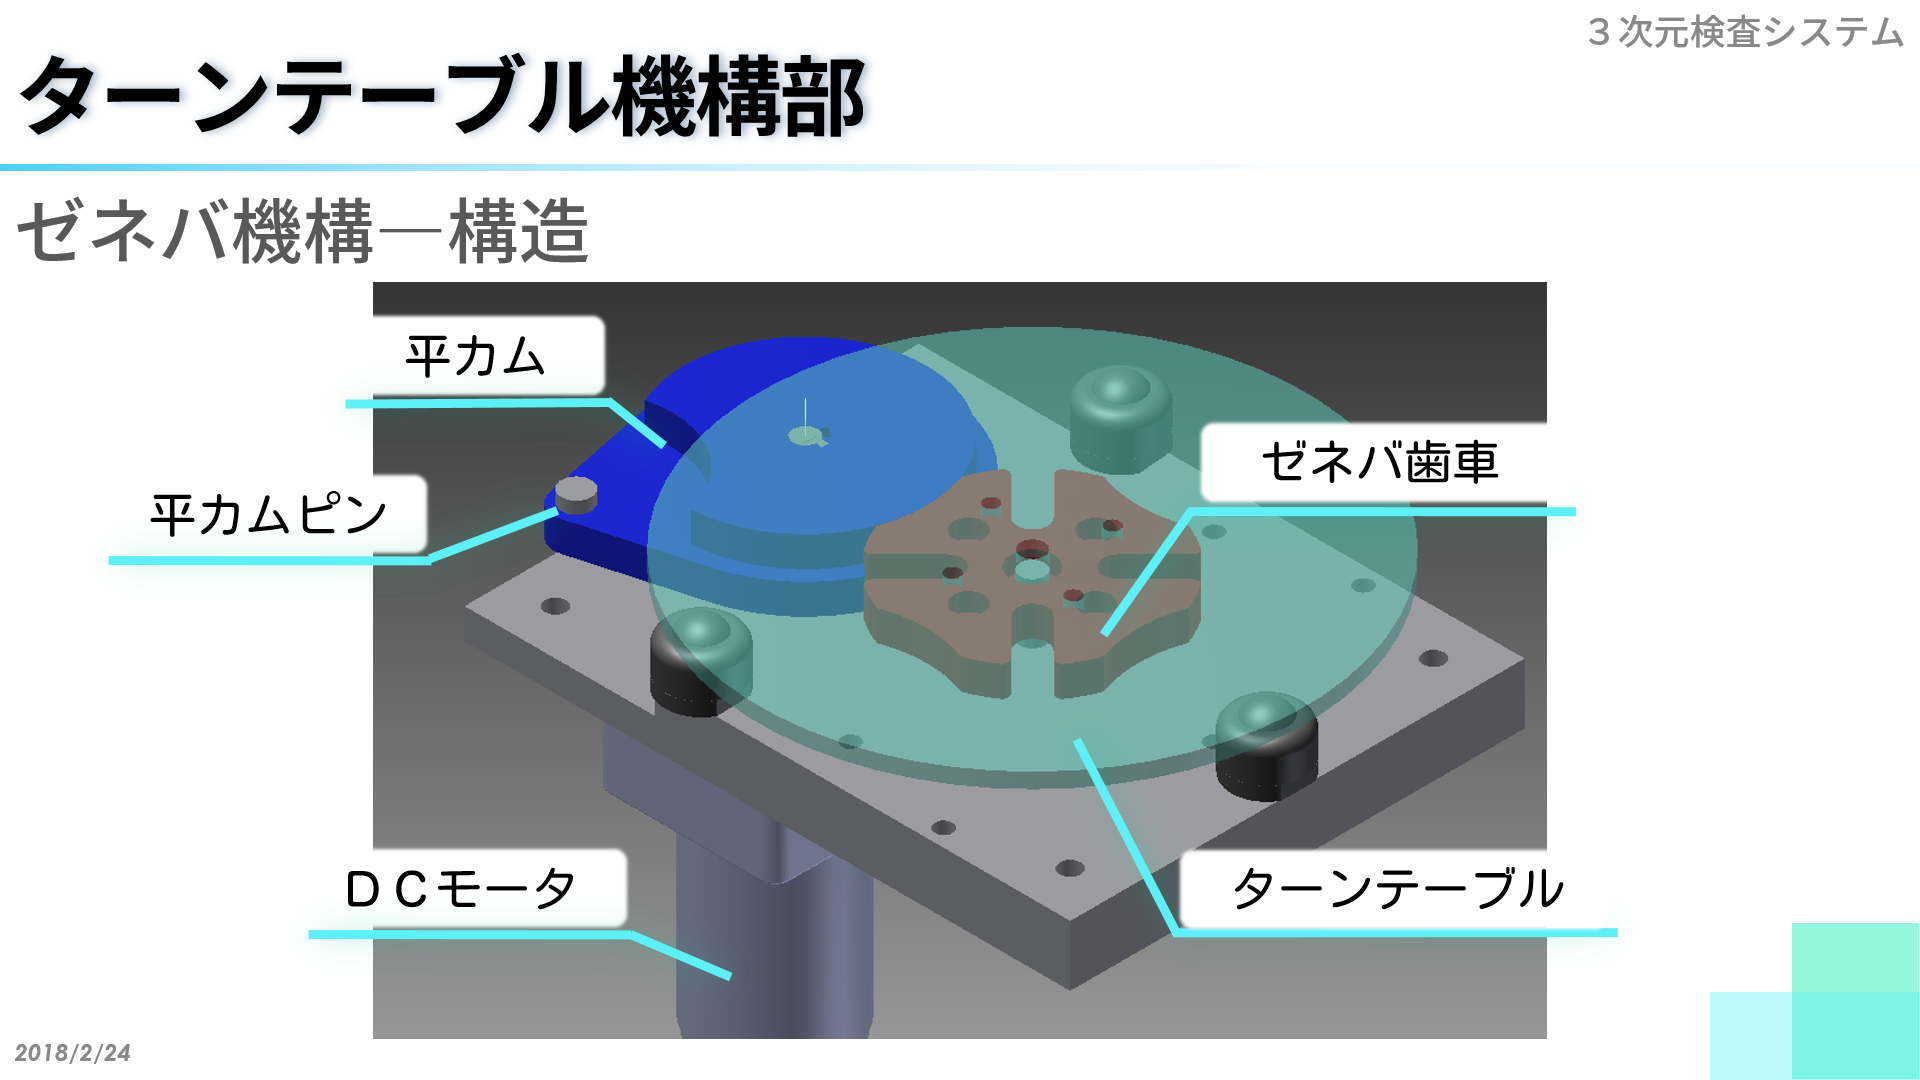 ３次元検査システム
ターンテーブル機構部
ゼネバ機構―構造
平カム
ゼネバ歯車
平カムピン
ＤＣモータ
ターンテーブル
2018/2/24